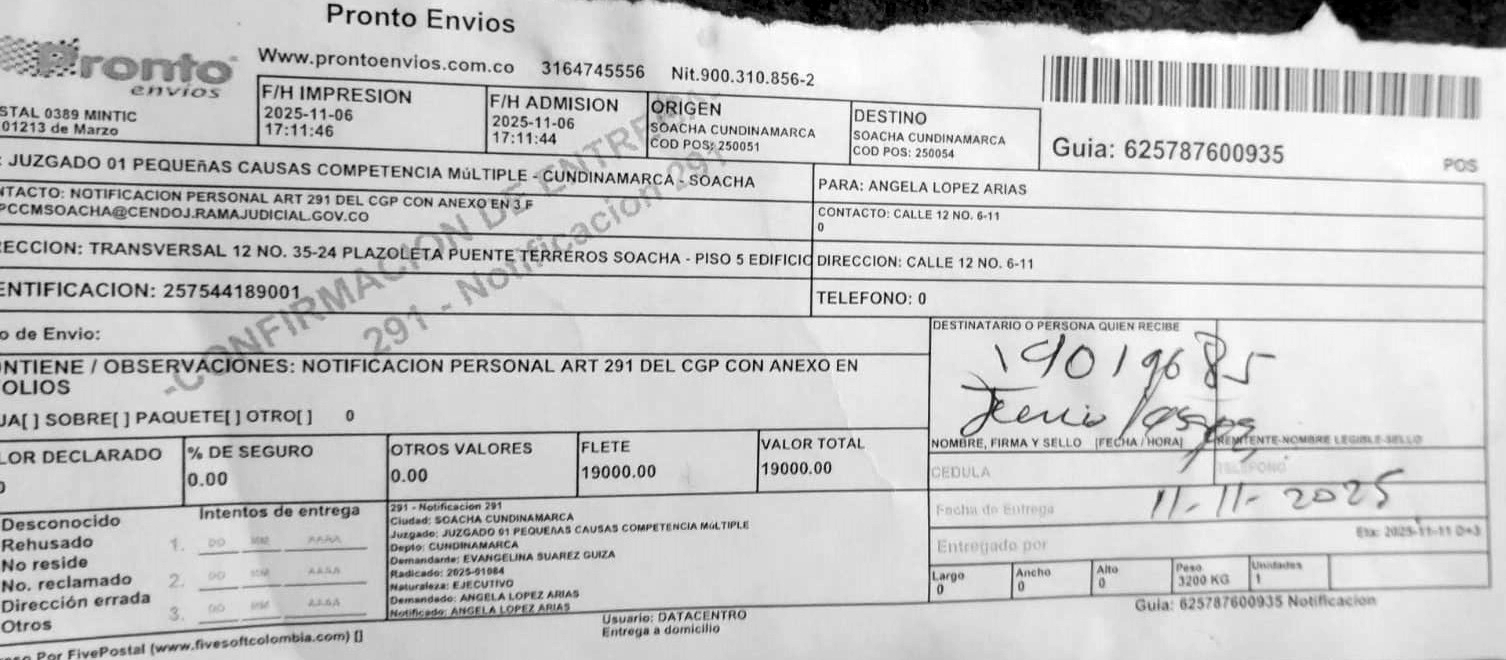 Pronto Envios
Pronto envios
Www.prontoenvios.com.co 3164745556 Nit.900.310.856-2
STAL 0389 MINTIC
01213 de Marzo
F/H IMPRESION
2025-11-06
17:11:46
F/H ADMISION
2025-11-06
17:11:44
ORIGEN
SOACHA CUNDINAMARCA
COD POS: 250051
DESTINO
SOACHA CUNDINAMARCA
COD POS: 250054
Guia: 625787600935
POS
: JUZGADO 01 PEQUEñAS CAUSAS COMPETENCIA MúLTIPLE - CUNDINAMARCA - SOACHA
NTACTO: NOTIFICACION PERSONAL ART 291 DEL CGP CON ANEXO EN 3 F
PCCMSOACHA@CENDOJ.RAMAJUDICIAL.GOV.CO
PARA: ANGELA LOPEZ ARIAS
CONTACTO: CALLE 12 NO. 6-11
0
RECCION: TRANSVERSAL 12 NO. 35-24 PLAZOLETA PUENTE TERREROS SOACHA - PISO 5 EDIFICIO
DIRECCION: CALLE 12 NO. 6-11
ENTIFICACION: 257544189001
TELEFONO: 0
-CONFIRMACION DE ENTREGA-
291 - Notificacion 291
o de Envio:
NTIENE / OBSERVACIONES: NOTIFICACION PERSONAL ART 291 DEL CGP CON ANEXO EN
OLIOS
JA[ ] SOBRE[ ] PAQUETE[ ] OTRO[ ] 0
DESTINATARIO O PERSONA QUIEN RECIBE
19019685
NOMBRE, FIRMA Y SELLO [FECHA / HORA]
REMITENTE-NOMBRE LEGIBLE-SELLO
CEDULA
TELEFONO
LOR DECLARADO
0
% DE SEGURO
0.00
OTROS VALORES
0.00
FLETE
19000.00
VALOR TOTAL
19000.00
Fecha de Entrega
11-11-2025
Entregado por
Eta: 2025-11-11 D+3
Desconocido
Rehusado
No reside
No. reclamado
Dirección errada
Otros
Intentos de entrega
1. DD MM AAAA
2. DD MM AAAA
3. DD MM AAAA
291 - Notificacion 291
Ciudad: SOACHA CUNDINAMARCA
Juzgado: JUZGADO 01 PEQUEñAS CAUSAS COMPETENCIA MúLTIPLE
Depto: CUNDINAMARCA
Demandante: EVANGELINA SUAREZ GUIZA
Radicado: 2025-01084
Naturaleza: EJECUTIVO
Demandado: ANGELA LOPEZ ARIAS
Notificado: ANGELA LOPEZ ARIAS
Largo
0
Ancho
0
Alto
0
Peso
3200 KG
Unidades
1
Guia: 625787600935 Notificacion
Usuario: DATACENTRO
Entrega a domicilio
Por FivePostal (www.fivesoftcolombia.com) []